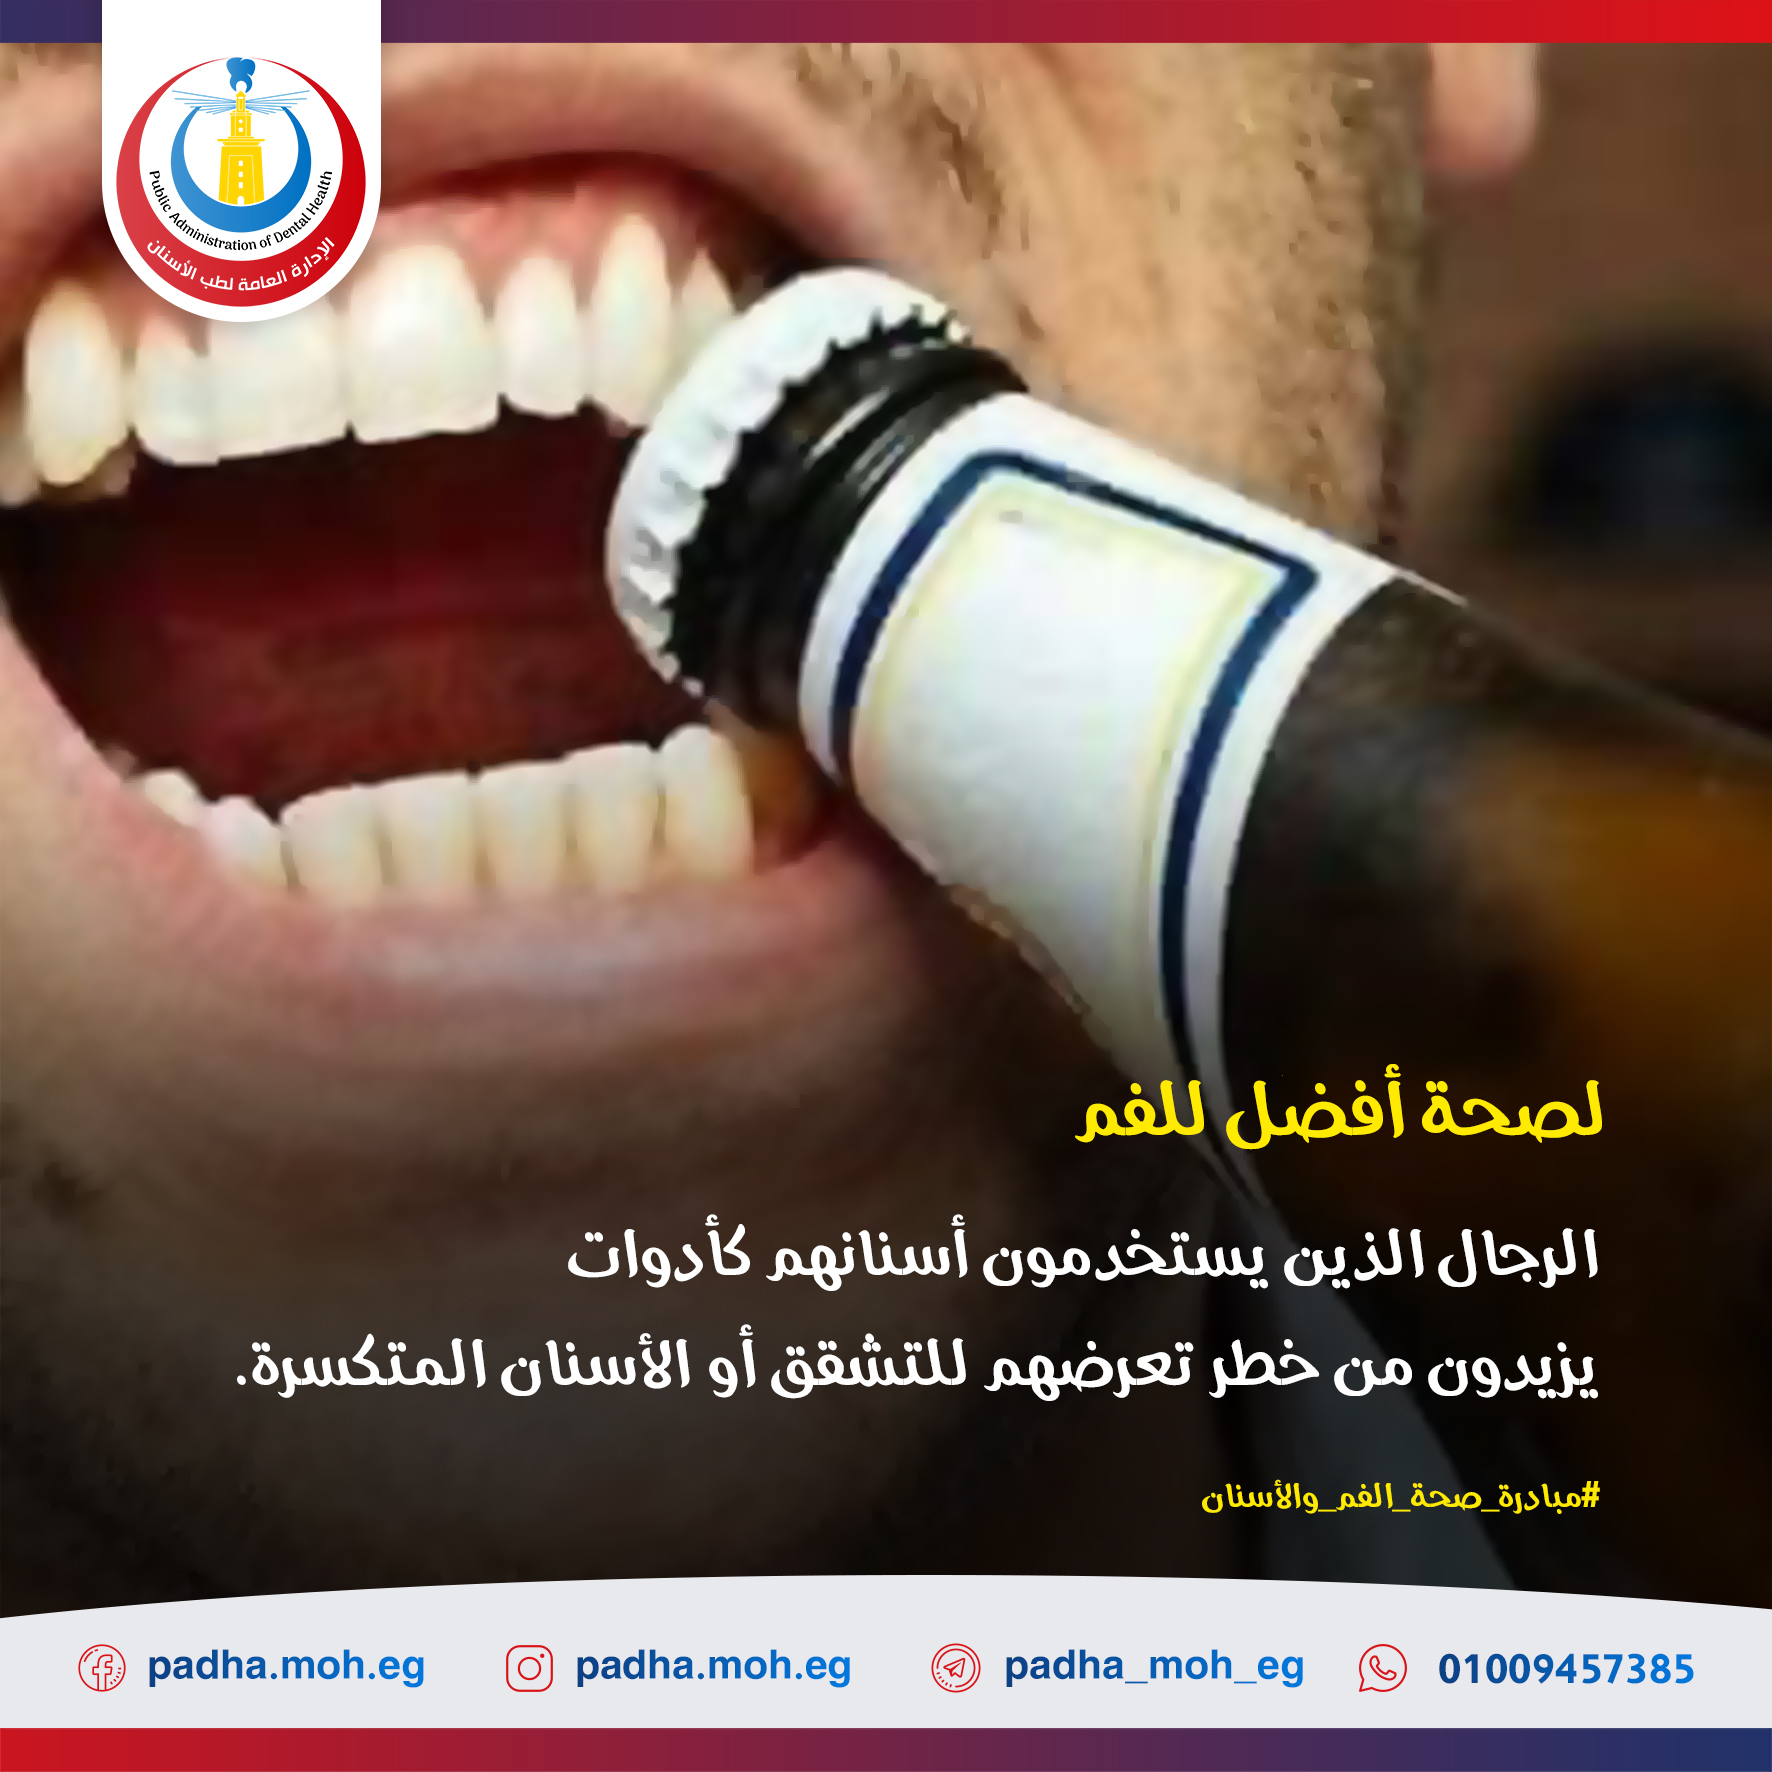 Public Administration of Dental Health
الإدارة العامة لطب الأسنان
لصحة أفضل للفم
الرجال الذين يستخدمون أسنانهم كأدوات
يزيدون من خطر تعرضهم للتشقق أو الأسنان المتكسرة.
#مبادرة_صحة_الفم_والأسنان
padha.moh.eg
padha.moh.eg
padha_moh_eg
01009457385